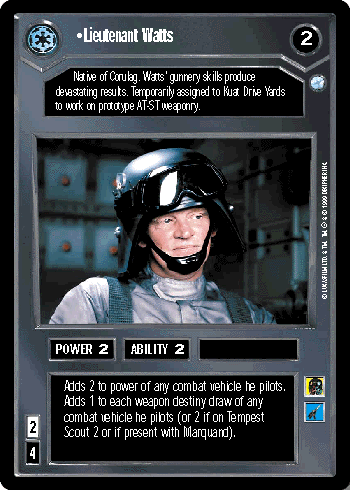 •Lieutenant Watts
2
Native of Corulag. Watts' gunnery skills produce
devastating results. Temporarily assigned to Kuat Drive Yards
to work on prototype AT-ST weaponry.
© LUCASFILM LTD. & TM, ® & © 1999 DECIPHER INC.
POWER 2
ABILITY 2
Adds 2 to power of any combat vehicle he pilots.
Adds 1 to each weapon destiny draw of any
combat vehicle he pilots (or 2 if on Tempest
Scout 2 or if present with Marquand).
2
4